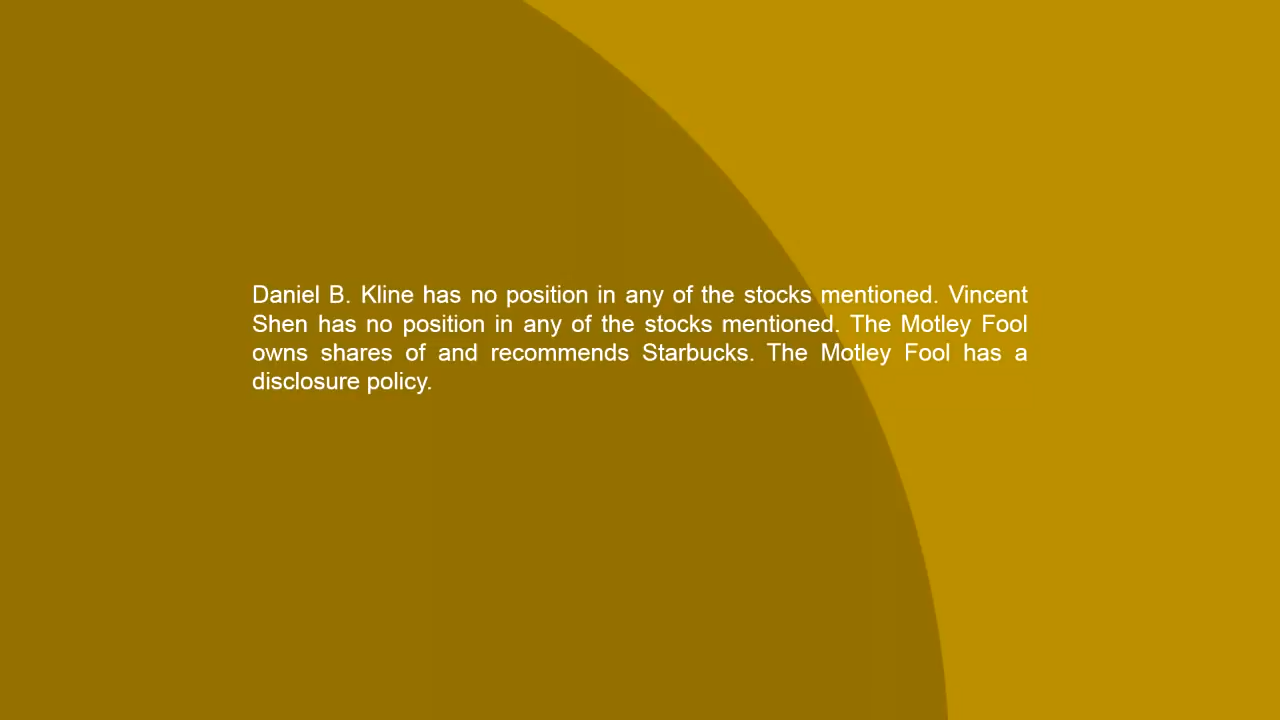 Daniel B. Kline has no position in any of the stocks mentioned. Vincent
Shen has no position in any of the stocks mentioned. The Motley Fool
owns shares of and recommends Starbucks. The Motley Fool has a
disclosure policy.